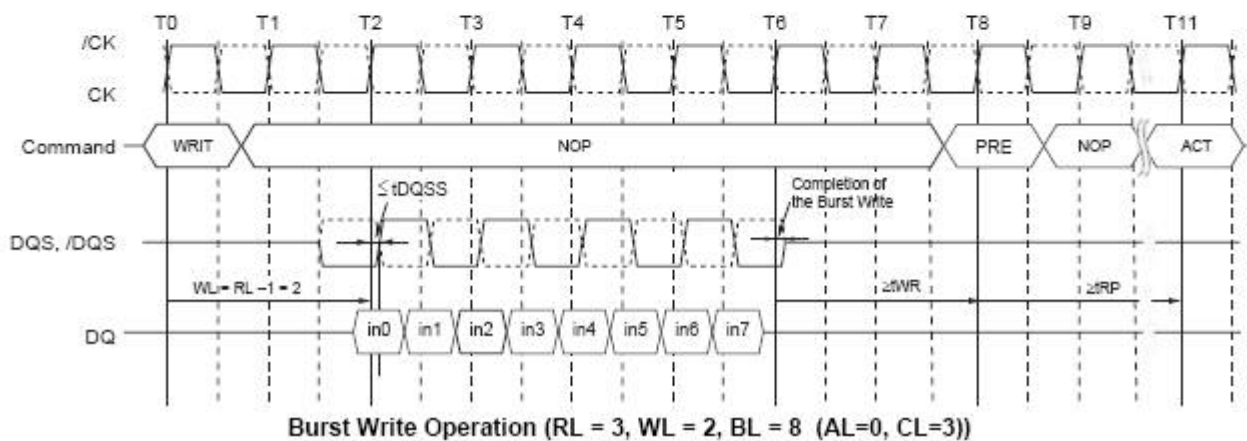 T0 T1 T2 T3 T4 T5 T6 T7 T8 T9 T11
/CK
CK
Command WRIT NOP PRE NOP ACT
≤ tDQSS
Completion of
the Burst Write
DQS, /DQS
WL = RL –1 = 2
≥tWR
≥tRP
DQ in0 in1 in2 in3 in4 in5 in6 in7
Burst Write Operation (RL = 3, WL = 2, BL = 8 (AL=0, CL=3))